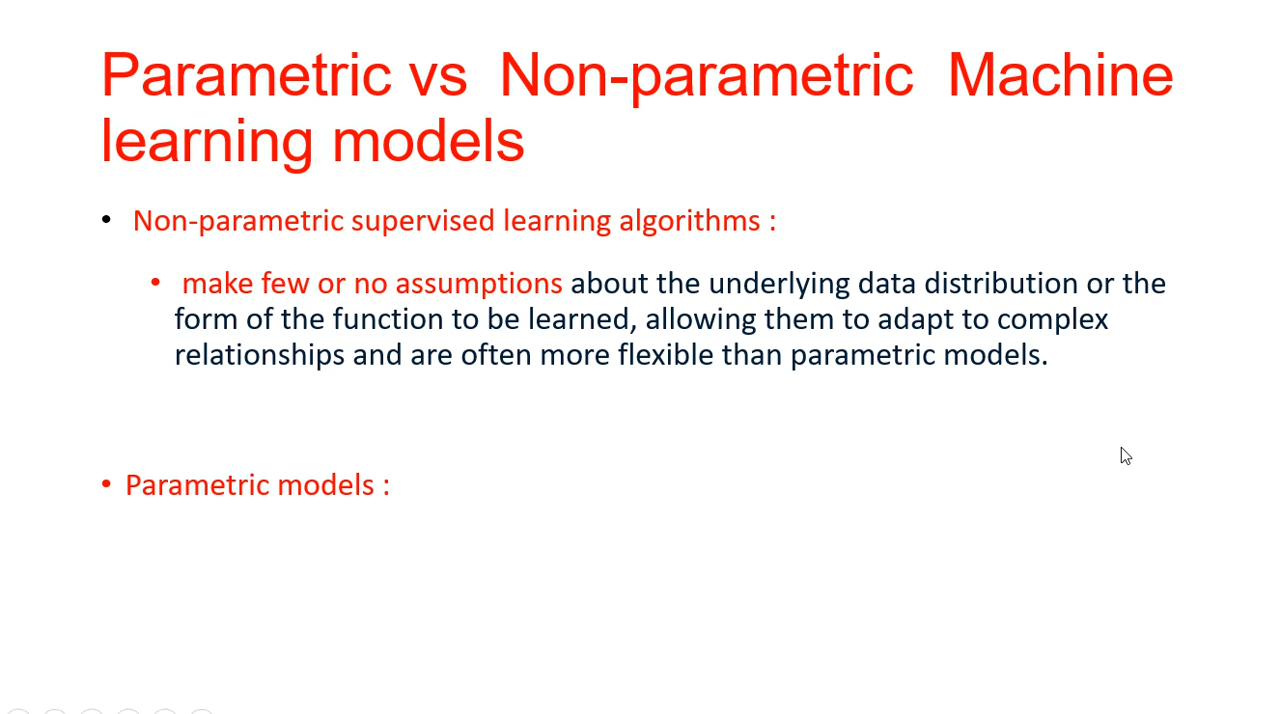 Parametric vs Non-parametric Machine
learning models
• Non-parametric supervised learning algorithms :
• make few or no assumptions about the underlying data distribution or the
form of the function to be learned, allowing them to adapt to complex
relationships and are often more flexible than parametric models.
• Parametric models :